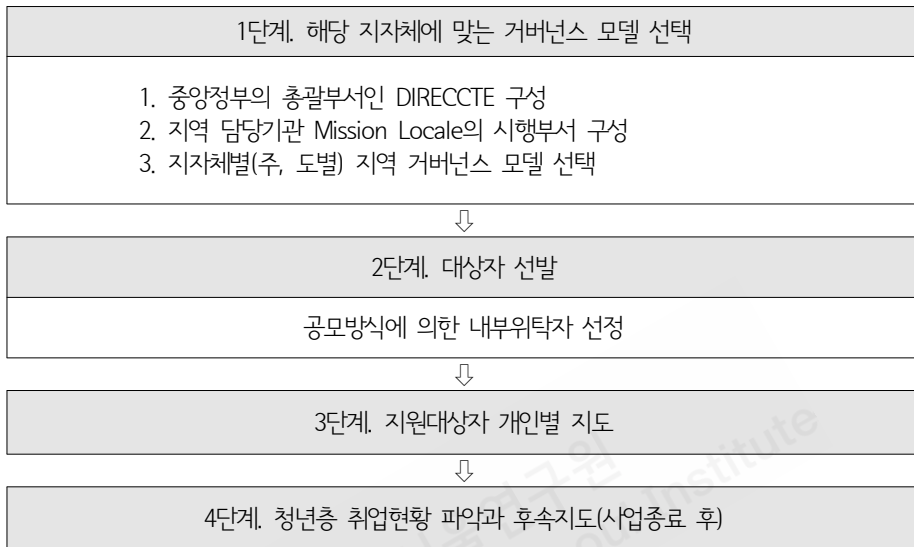 1단계. 해당 지자체에 맞는 거버넌스 모델 선택
1. 중앙정부의 총괄부서인 DIRECCTE 구성
2. 지역 담당기관 Mission Locale의 시행부서 구성
3. 지자체별(주, 도별) 지역 거버넌스 모델 선택
⇩
2단계. 대상자 선발
공모방식에 의한 내부위탁자 선정
⇩
3단계. 지원대상자 개인별 지도
⇩
4단계. 청년층 취업현황 파악과 후속지도(사업종료 후)